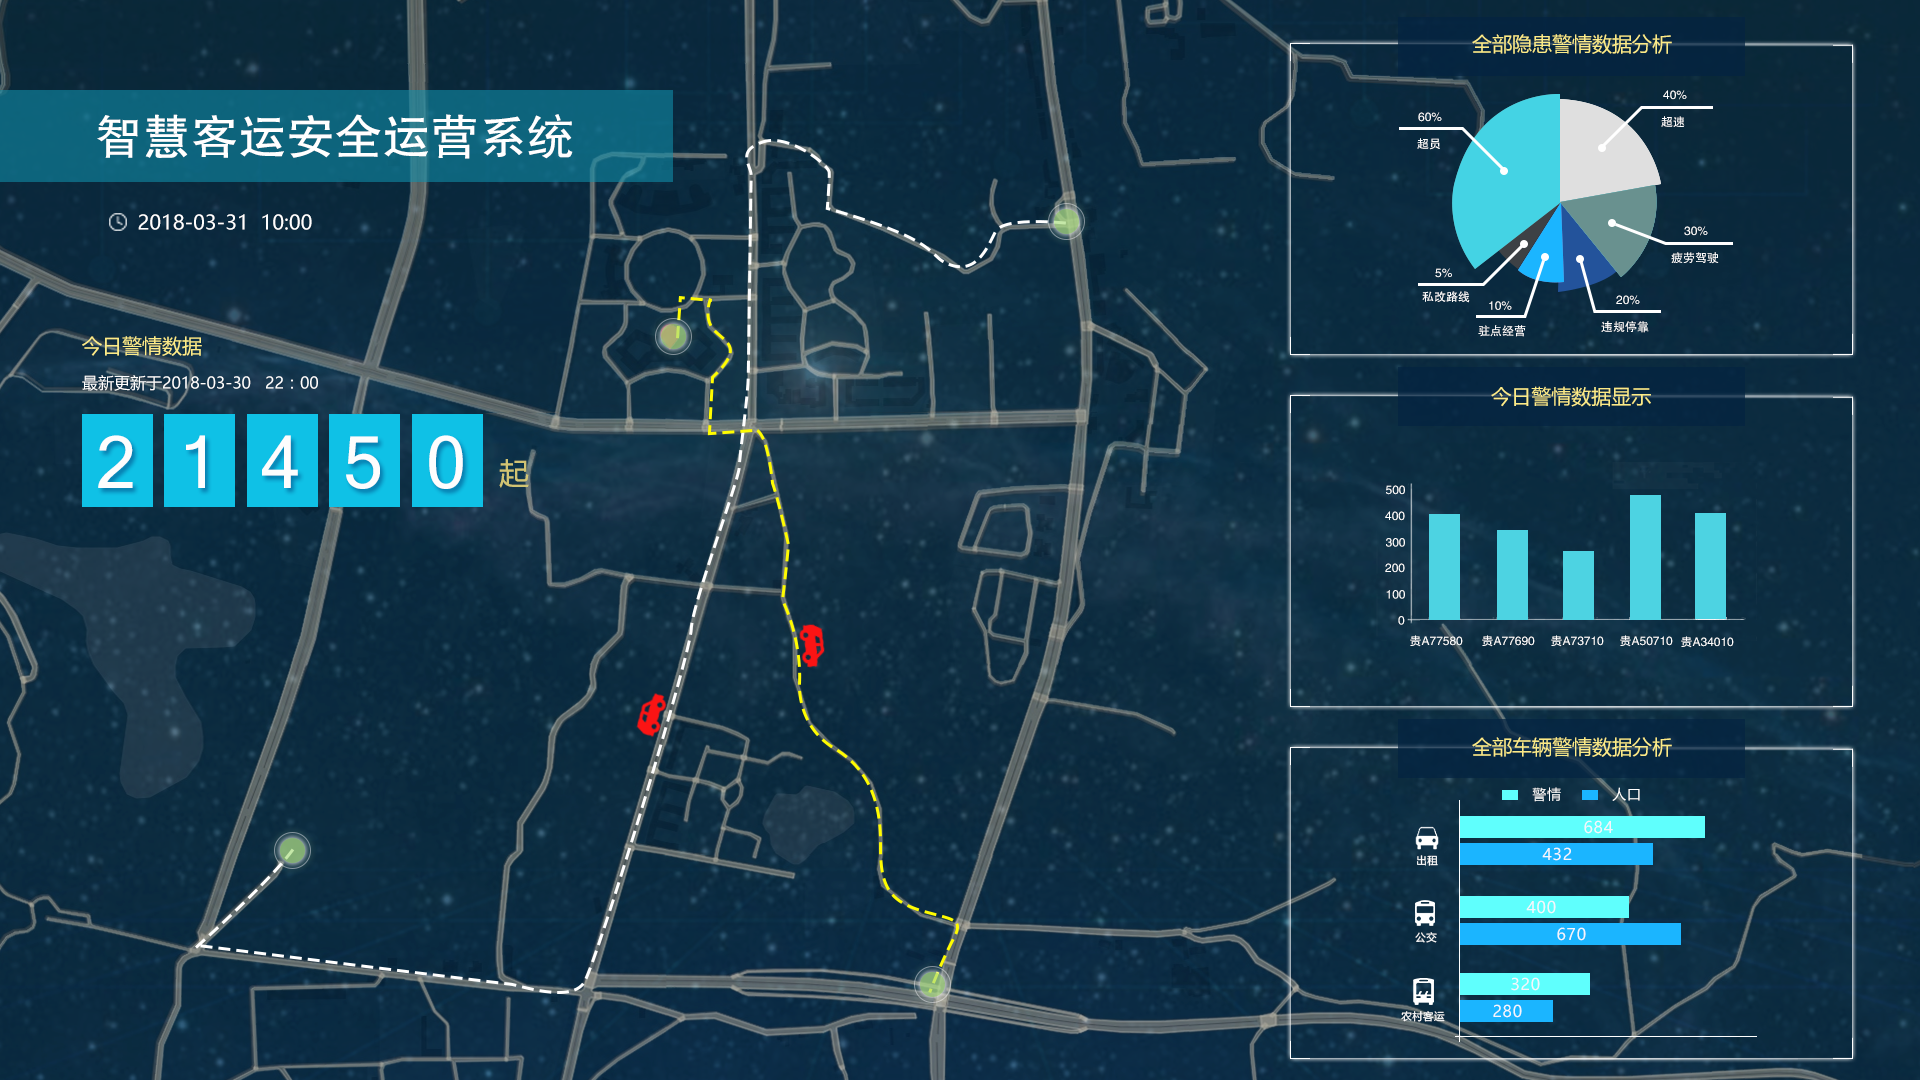 智慧客运安全运营系统
2018-03-31 10:00
今日警情数据
最新更新于2018-03-30 22：00
2 1 4 5 0 起
全部隐患警情数据分析
60%
超员
40%
超速
30%
疲劳驾驶
5%
私改路线
10%
驻点经营
20%
违规停靠
今日警情数据显示
500
400
300
200
100
0
贵A77580 贵A77690 贵A73710 贵A50710 贵A34010
全部车辆警情数据分析
警情 人口
684
出租
432
400
公交
670
320
农村客运
280